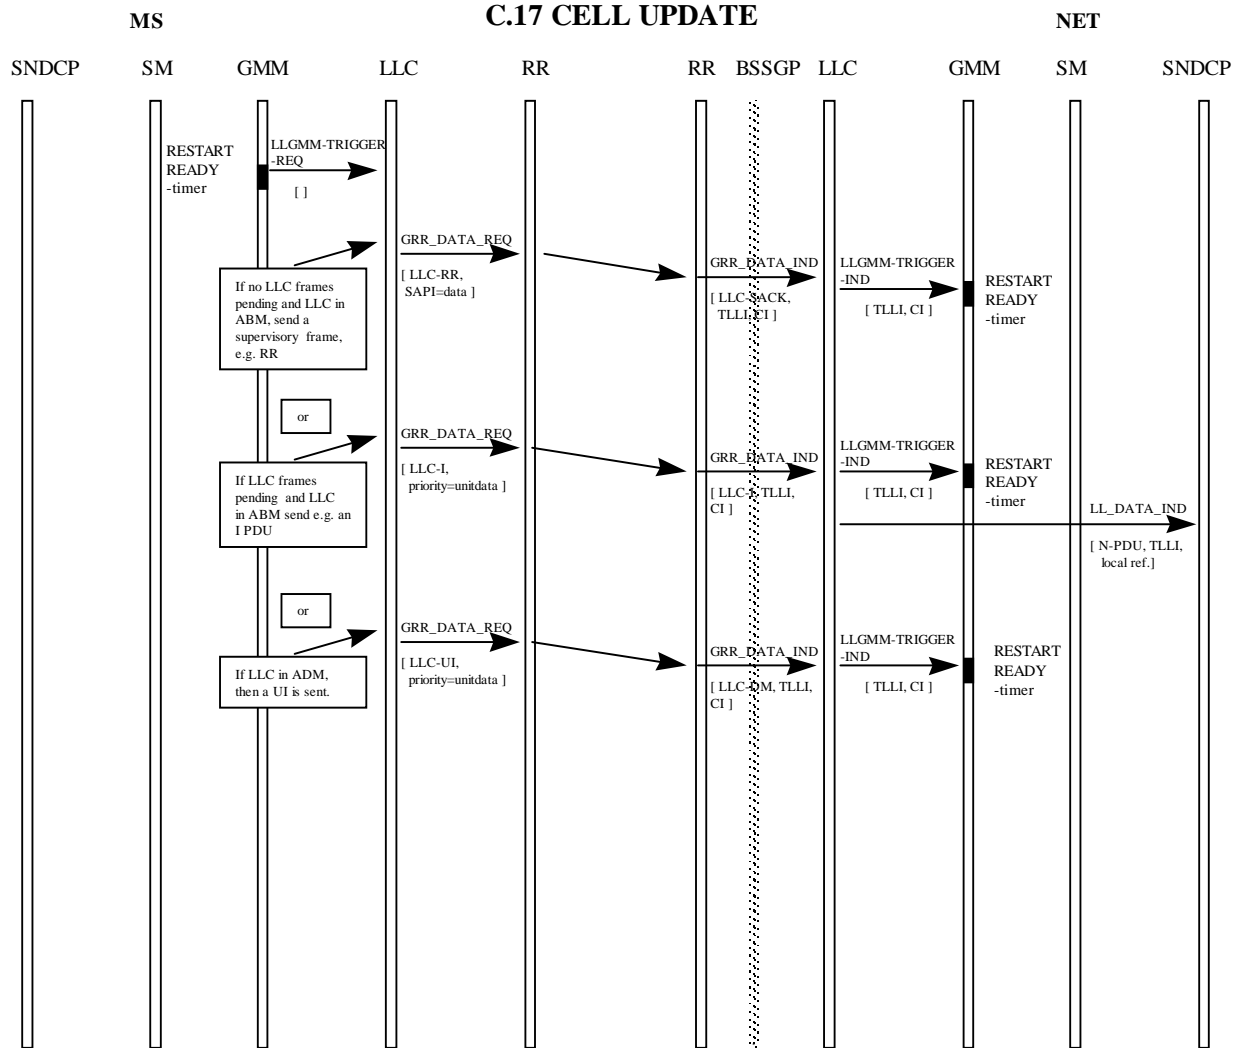 C.17 CELL UPDATE
MS
NET
SNDCP SM GMM LLC RR RR BSSGP LLC GMM SM SNDCP
RESTART
READY
-timer
LLGMM-TRIGGER
-REQ
[ ]
GRR_DATA_REQ
[ LLC-RR,
SAPI=data ]
If no LLC frames
pending and LLC in
ABM, send a
supervisory frame,
e.g. RR
GRR_DATA_IND
[ LLC-SACK,
TLLI, CI ]
LLGMM-TRIGGER
-IND
[ TLLI, CI ]
RESTART
READY
-timer
or
GRR_DATA_REQ
[ LLC-I,
priority=unitdata ]
If LLC frames
pending and LLC
in ABM send e.g. an
I PDU
GRR_DATA_IND
[ LLC-I, TLLI,
CI ]
LLGMM-TRIGGER
-IND
[ TLLI, CI ]
RESTART
READY
-timer
LL_DATA_IND
[ N-PDU, TLLI,
local ref.]
or
GRR_DATA_REQ
[ LLC-UI,
priority=unitdata ]
If LLC in ADM,
then a UI is sent.
GRR_DATA_IND
[ LLC-DM, TLLI,
CI ]
LLGMM-TRIGGER
-IND
[ TLLI, CI ]
RESTART
READY
-timer